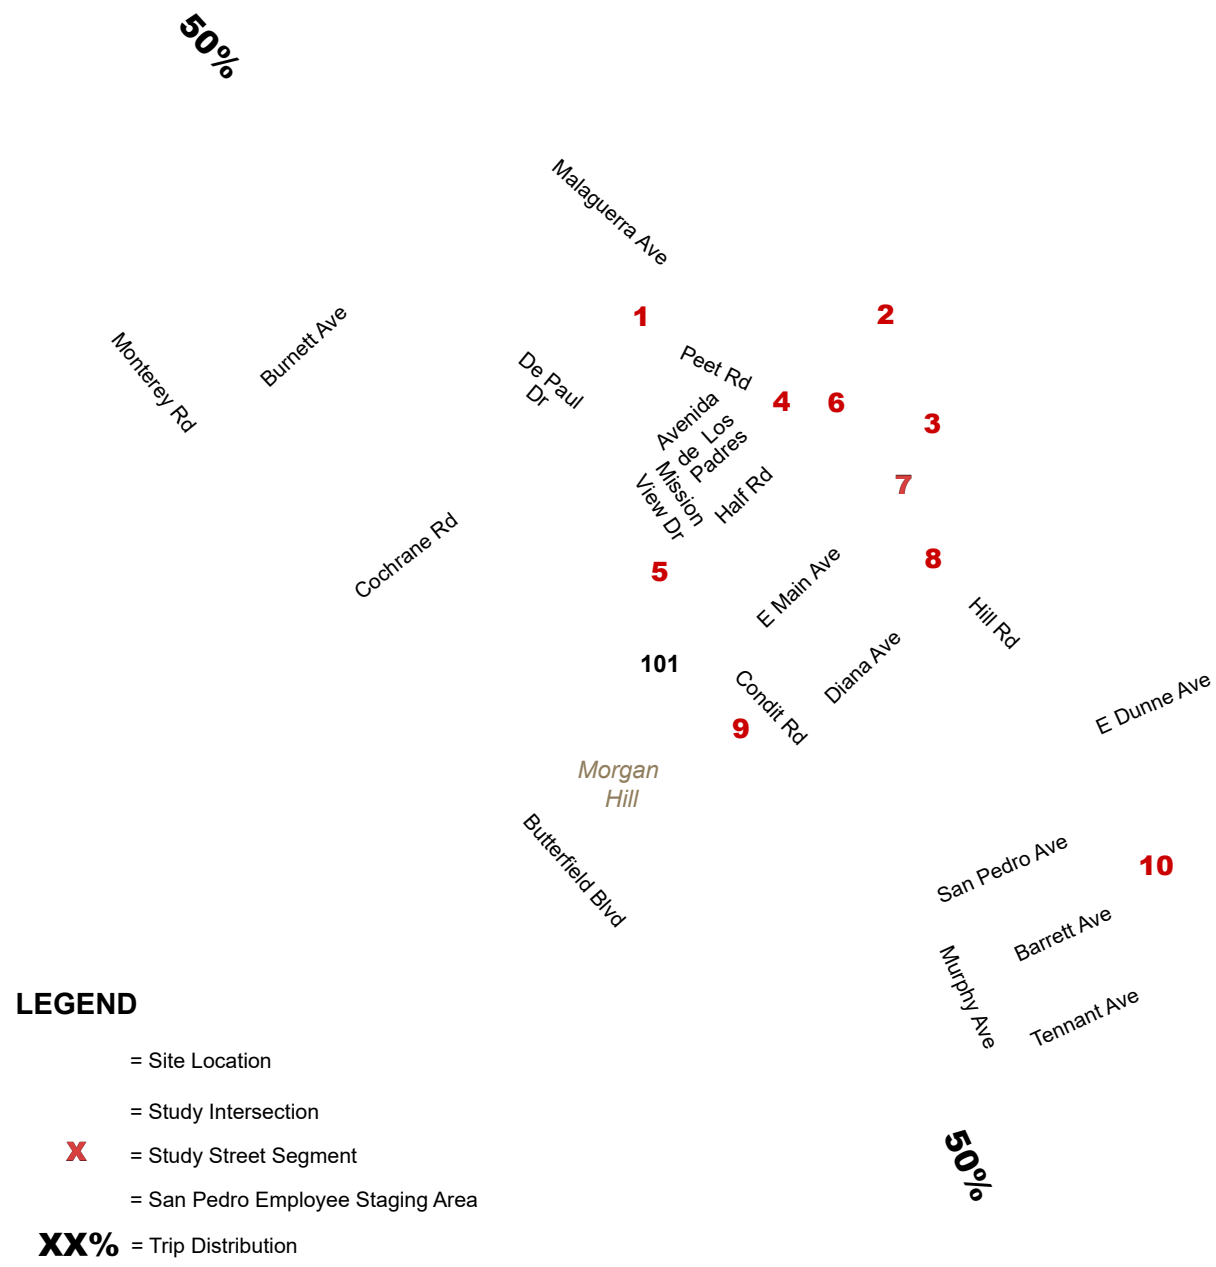 50%
Malaguerra Ave
1
2
Burnett Ave
Monterey Rd
De Paul
Dr
Peet Rd
4
6
3
Avenida
de Los
Padres
7
Mission
View Dr
Half Rd
Cochrane Rd
5
E Main Ave
8
Hill Rd
101
Diana Ave
Condit Rd
E Dunne Ave
9
Morgan
Hill
Butterfield Blvd
San Pedro Ave
10
Barrett Ave
Murphy Ave
Tennant Ave
50%
LEGEND
= Site Location
= Study Intersection
X = Study Street Segment
= San Pedro Employee Staging Area
XX% = Trip Distribution